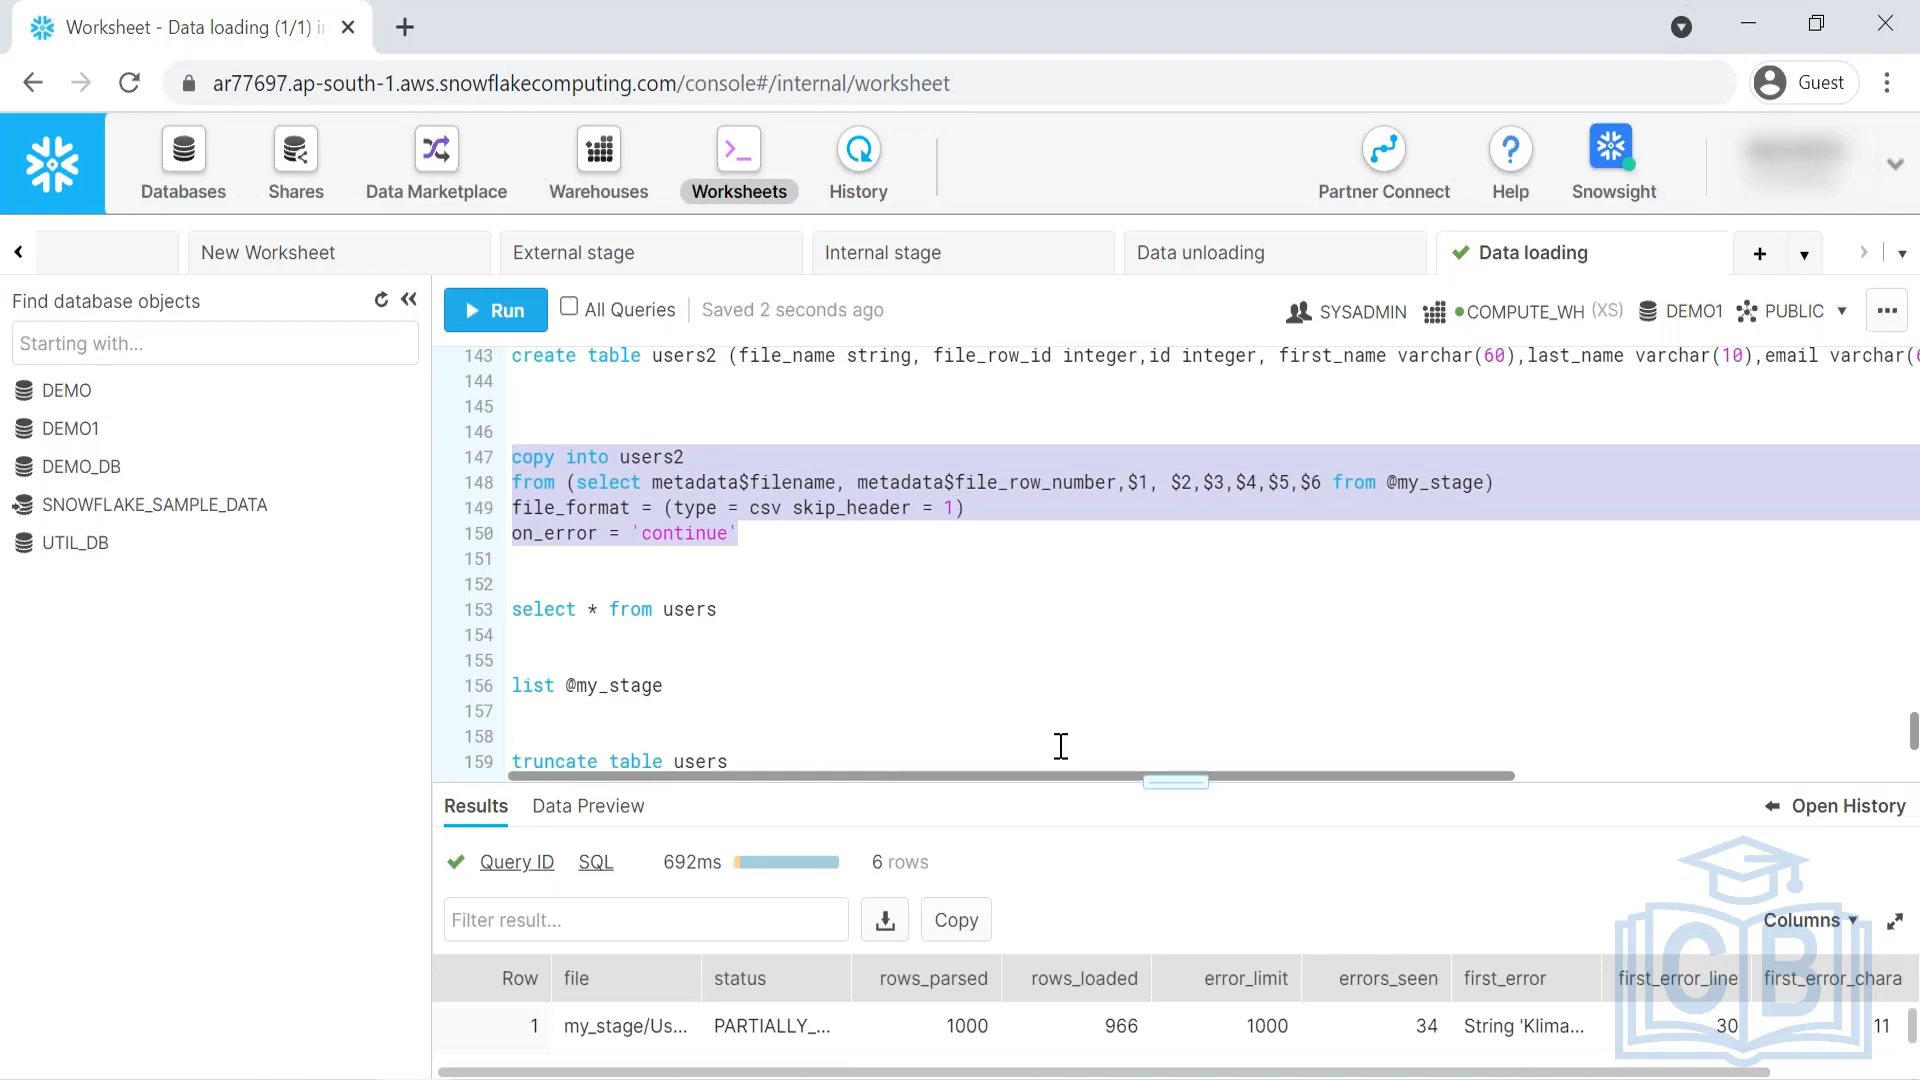 Worksheet - Data loading (1/1) i
ar77697.ap-south-1.aws.snowflakecomputing.com/console#/internal/worksheet
Guest
Databases
Shares
Data Marketplace
Warehouses
Worksheets
History
Partner Connect
Help
Snowsight
New Worksheet
External stage
Internal stage
Data unloading
Data loading
Find database objects
Starting with...
DEMO
DEMO1
DEMO_DB
SNOWFLAKE_SAMPLE_DATA
UTIL_DB
Run
All Queries
Saved 2 seconds ago
SYSADMIN
COMPUTE_WH (XS)
DEMO1
PUBLIC
143 create table users2 (file_name string, file_row_id integer,id integer, first_name varchar(60),last_name varchar(10),email varchar(6
144
145
146
147 copy into users2
148 from (select metadata$filename, metadata$file_row_number,$1, $2,$3,$4,$5,$6 from @my_stage)
149 file_format = (type = csv skip_header = 1)
150 on_error = 'continue'
151
152
153 select * from users
154
155
156 list @my_stage
157
158
159 truncate table users
Results
Data Preview
Open History
Query ID
SQL
692ms
6 rows
Filter result...
Copy
Columns
Row file status rows_parsed rows_loaded error_limit errors_seen first_error first_error_line first_error_chara
1 my_stage/Us... PARTIALLY_... 1000 966 1000 34 String 'Klima... 30 11
CB